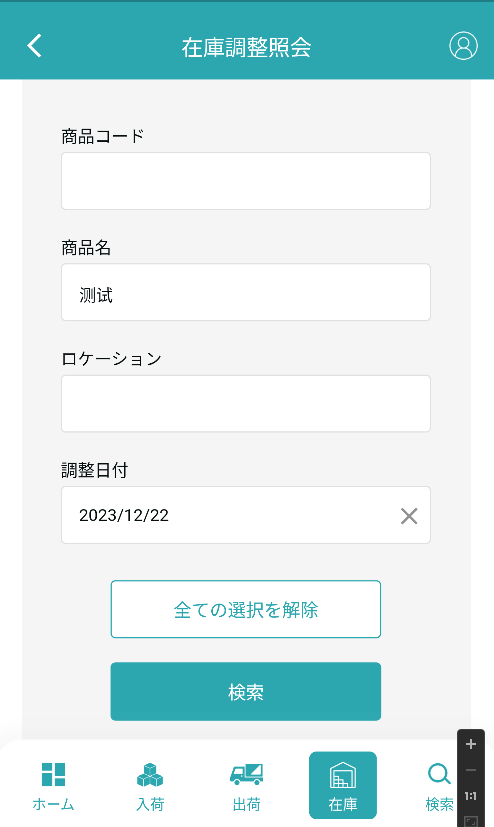 在庫調整照会
商品コード
商品名
测试
ロケーション
調整日付
2023/12/22
全ての選択を解除
検索
ホーム
入荷
出荷
在庫
検索
1:1